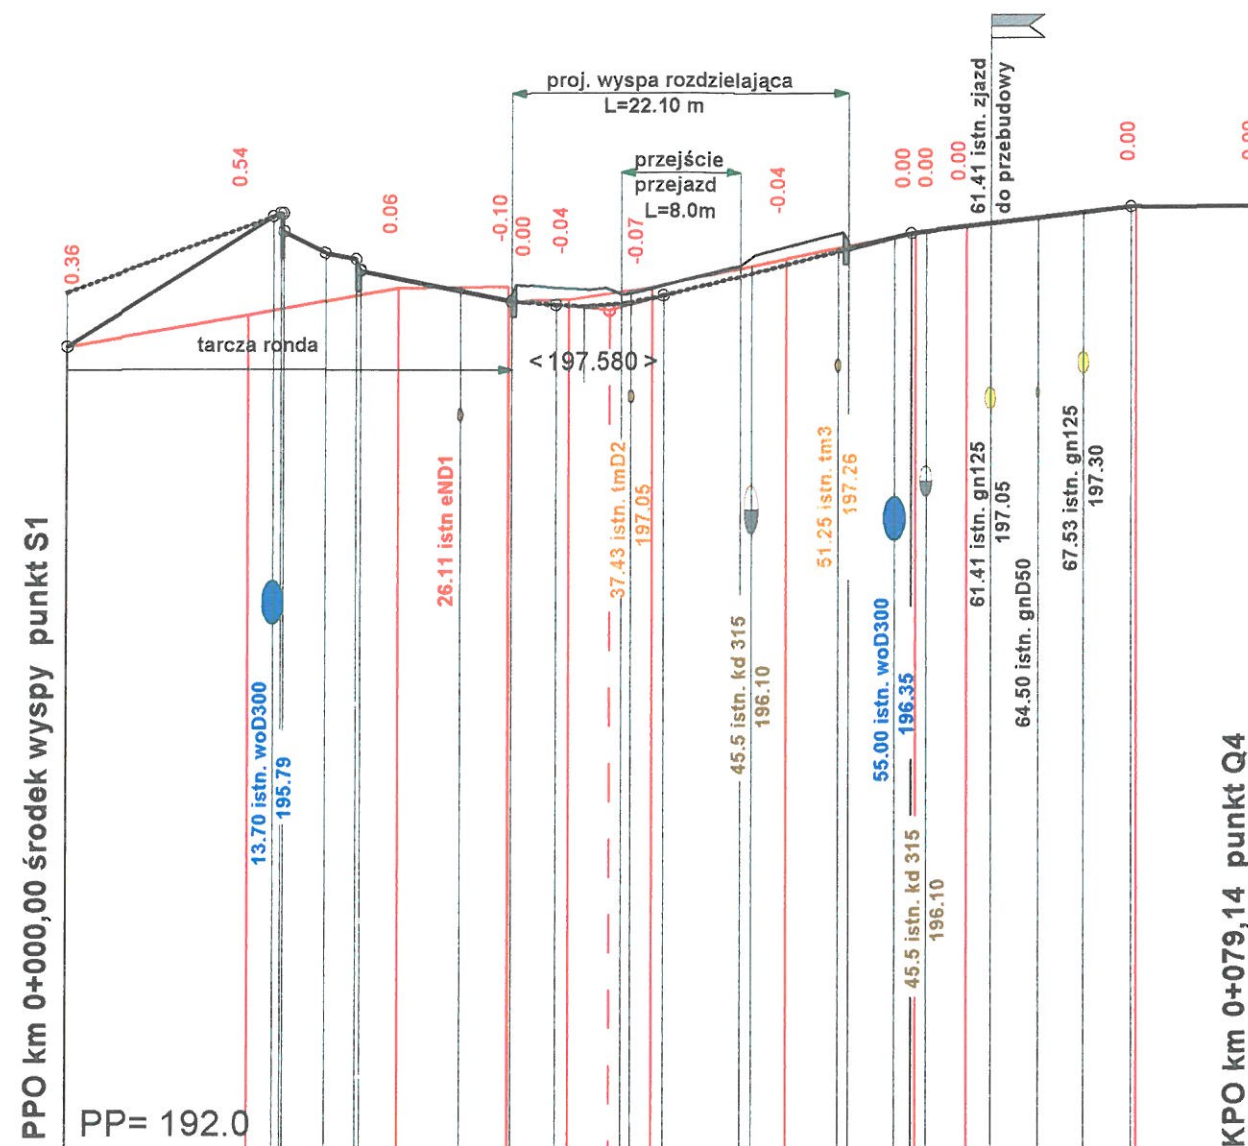 proj. wyspa rozdzielająca
L=22.10 m
przejście
przejazd
L=8.0m
61.41 istn. zjazd
do przebudowy
0.36
0.54
0.06
-0.10
0.00
-0.04
-0.07
-0.04
0.00
0.00
0.00
0.00
0.00
tarcza ronda
< 197.580 >
13.70 istn. woD300
195.79
26.11 istn eND1
37.43 istn. tmD2
197.05
45.5 istn. kd 315
196.10
51.25 istn. tm3
197.26
55.00 istn. woD300
196.35
45.5 istn. kd 315
196.10
61.41 istn. gn125
197.05
64.50 istn. gnD50
67.53 istn. gn125
197.30
PPO km 0+000,00 środek wyspy punkt S1
KPO km 0+079,14 punkt Q4
PP= 192.0